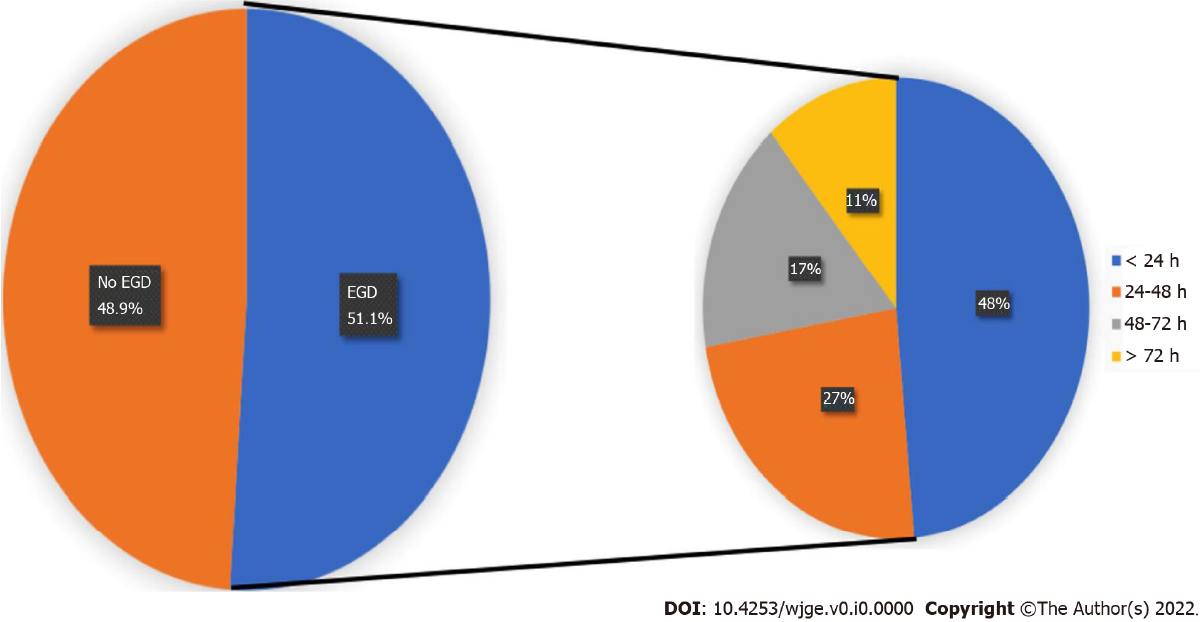 No EGD
48.9%
EGD
51.1%
11%
17%
48%
27%
< 24 h
24-48 h
48-72 h
> 72 h
DOI: 10.4253/wjge.v0.i0.0000 Copyright ©The Author(s) 2022.